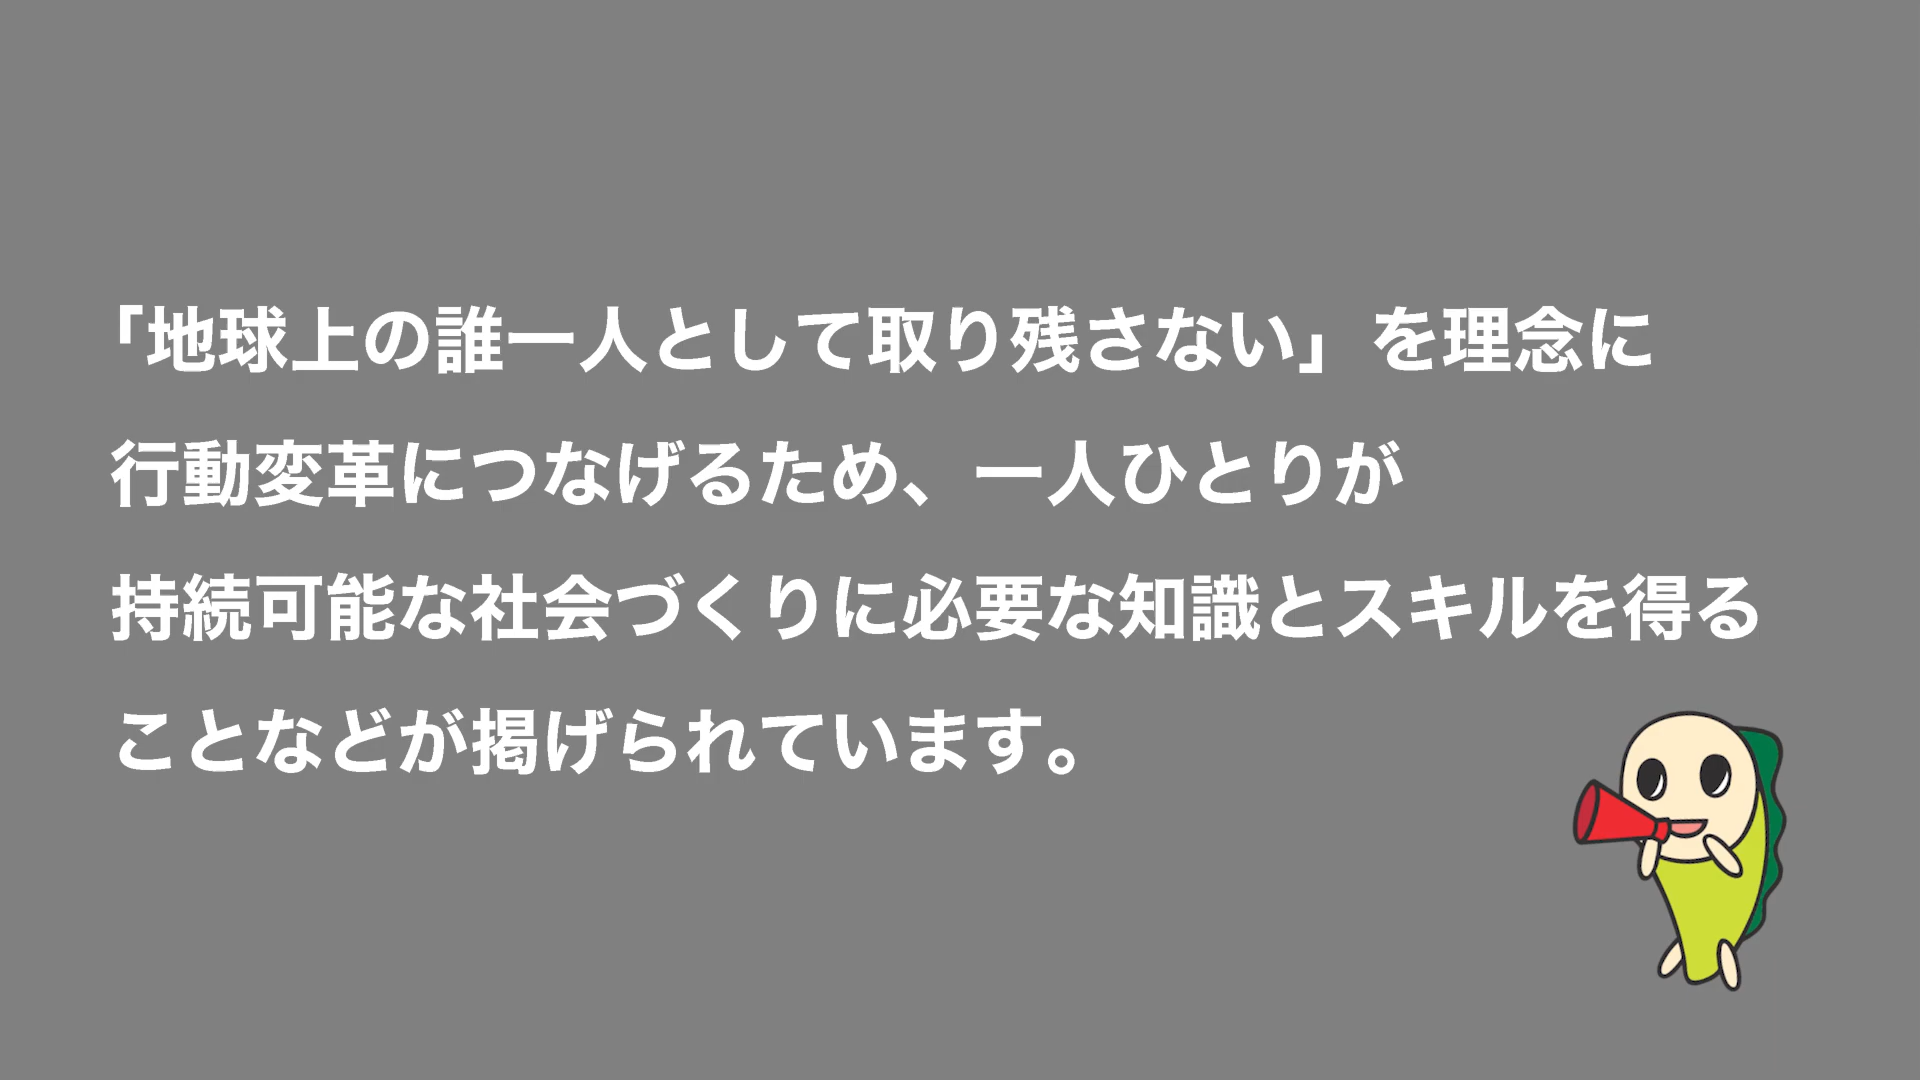 「地球上の誰一人として取り残さない」を理念に
行動変革につなげるため、一人ひとりが
持続可能な社会づくりに必要な知識とスキルを得る
ことなどが掲げられています。